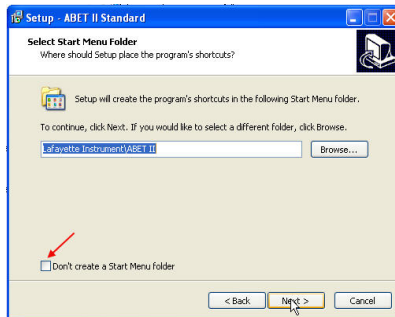 Setup - ABET II Standard
Select Start Menu Folder
Where should Setup place the program's shortcuts?
Setup will create the program's shortcuts in the following Start Menu folder.
To continue, click Next. If you would like to select a different folder, click Browse.
Lafayette Instrument\ABET II
Browse...
Don't create a Start Menu folder
< Back
Next >
Cancel